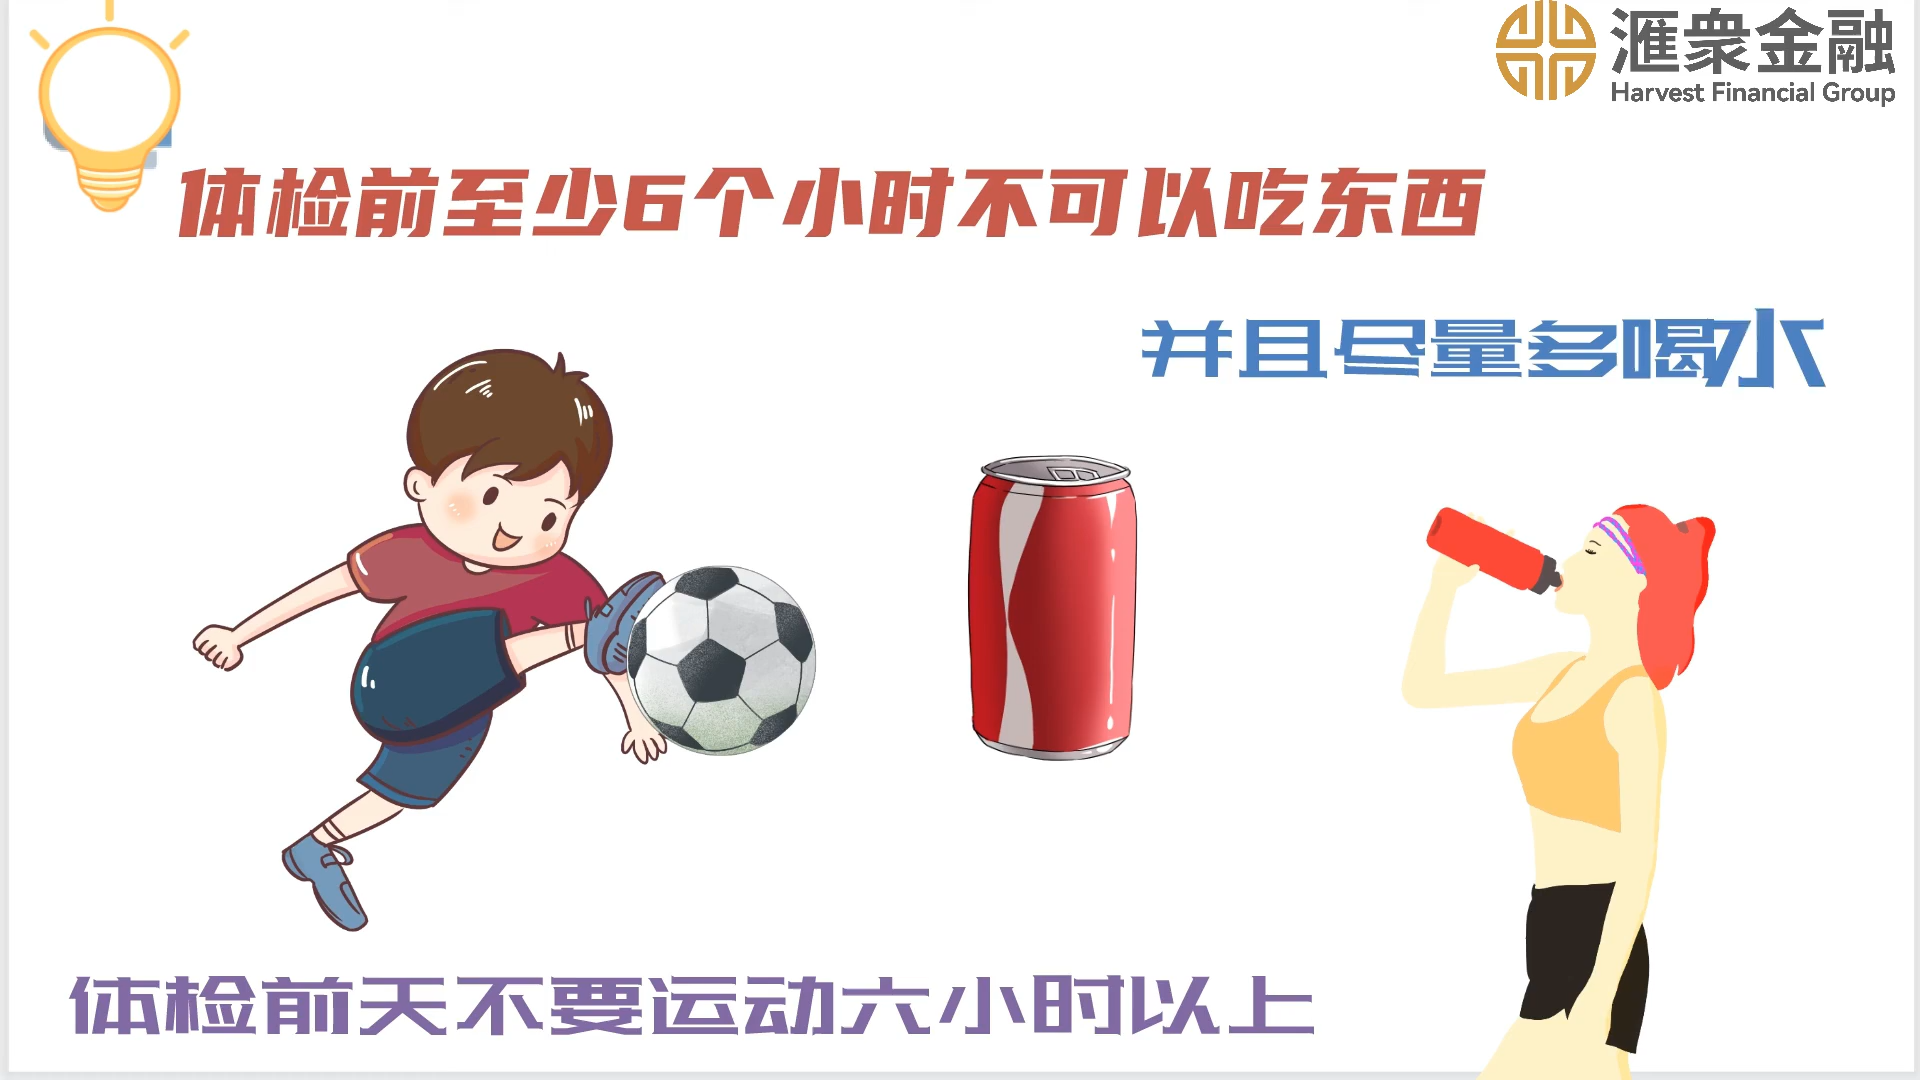 滙衆金融
Harvest Financial Group
体检前至少6个小时不可以吃东西
并且尽量多喝水
体检前天不要运动六小时以上